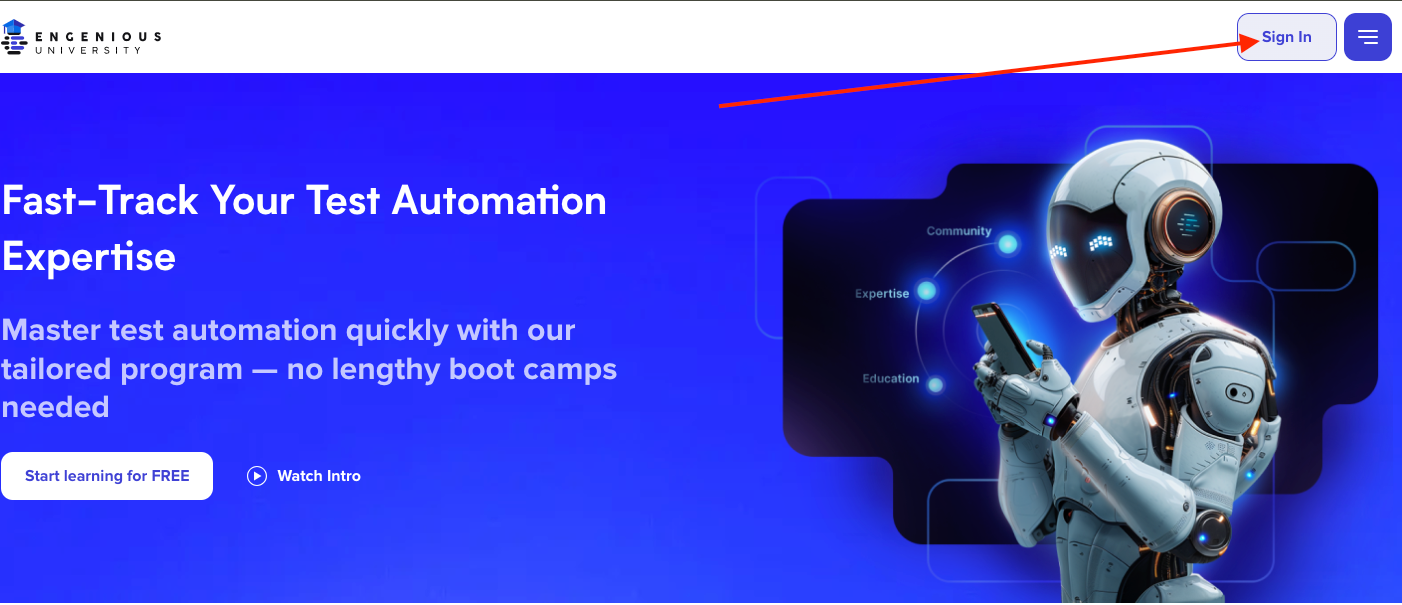 ENGENIOUS
UNIVERSITY
Sign In
Fast-Track Your Test Automation
Expertise
Master test automation quickly with our
tailored program — no lengthy boot camps
needed
Start learning for FREE
Watch Intro
Community
Expertise
Education